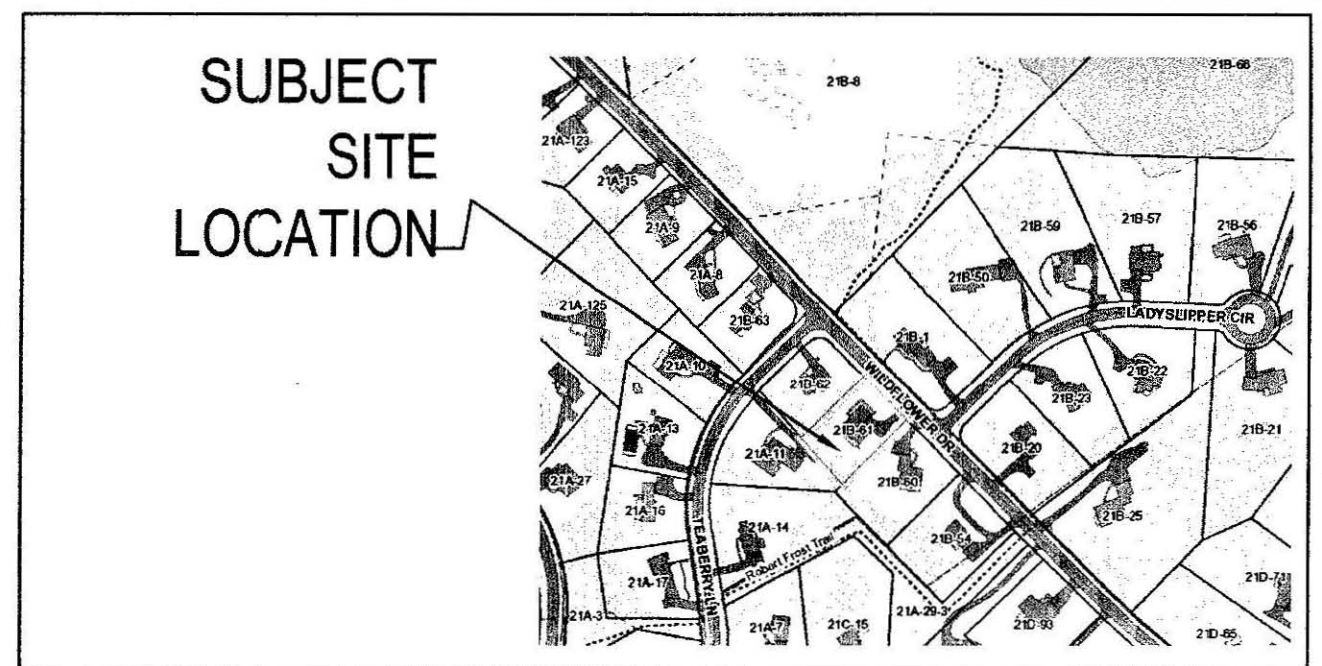 SUBJECT
SITE
LOCATION
21B-8
21B-68
21A-123
21A-15
21A-9
21B-59
21B-57
21B-56
21A-8
21B-50
21A-125
21B-63
LADYSLIPPER CIR
21B-1
21A-10
WILDFLOWER DR
21B-62
21B-22
21B-23
21A-13
21B-61
21B-21
21A-11
21B-20
21A-27
21B-60
21A-16
21B-25
21A-14
TEABERRY LN
Robert Frost Trail
21B-54
21A-17
21D-71
21A-3
21A-29-3
21A-7
21C-15
21D-93
21D-65